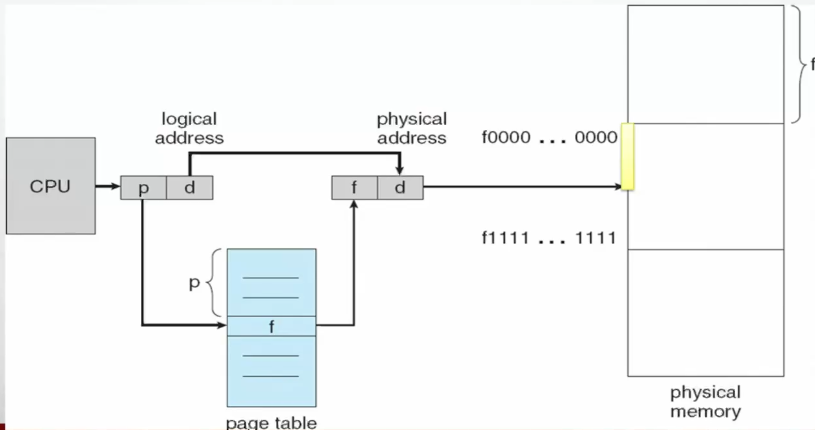 logical
address
physical
address
f0000 ... 0000
f
CPU
p
d
f
d
f1111 ... 1111
p
f
page table
physical
memory